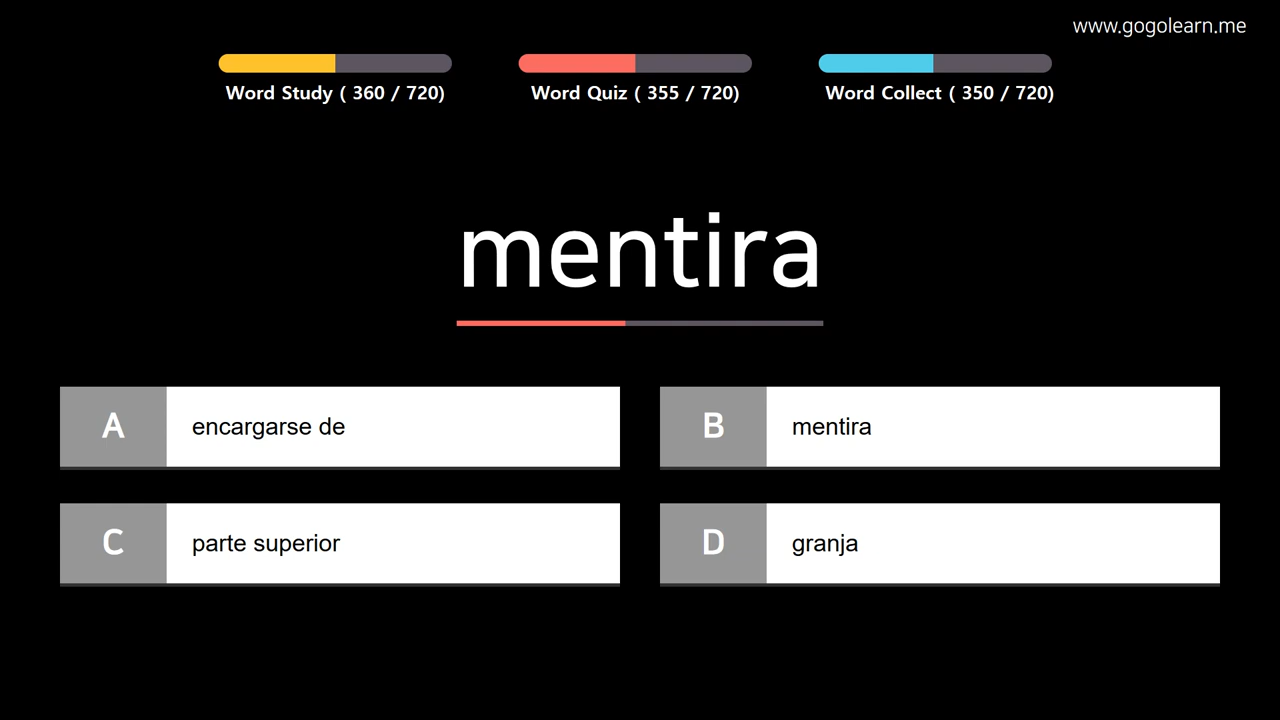 www.gogolearn.me
Word Study ( 360 / 720)
Word Quiz ( 355 / 720)
Word Collect ( 350 / 720)
mentira
A encargarse de
B mentira
C parte superior
D granja